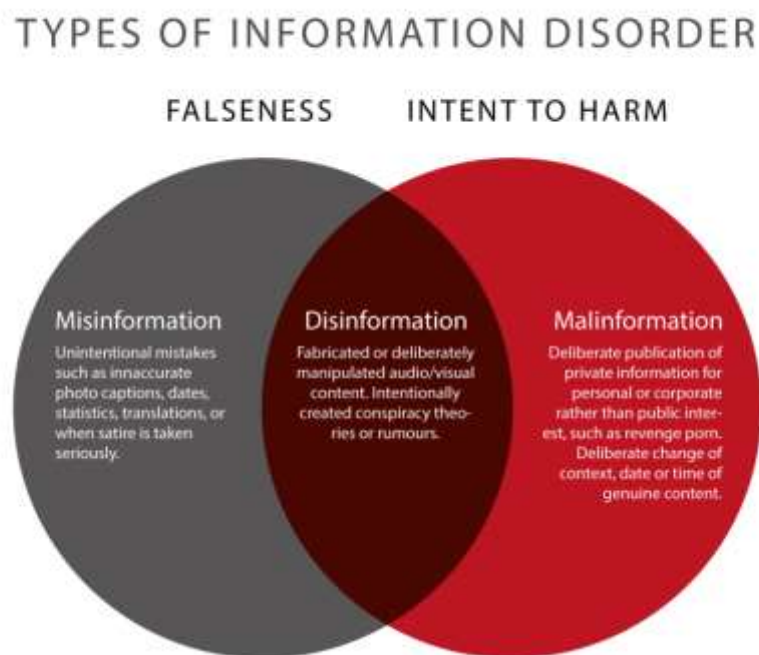 TYPES OF INFORMATION DISORDER
FALSENESS
INTENT TO HARM
Misinformation
Unintentional mistakes
such as innaccurate
photo captions, dates,
statistics, translations, or
when satire is taken
seriously.
Disinformation
Fabricated or deliberately
manipulated audio/visual
content. Intentionally
created conspiracy theo-
ries or rumours.
Malinformation
Deliberate publication of
private information for
personal or corporate
rather than public inter-
est, such as revenge porn.
Deliberate change of
context, date or time of
genuine content.